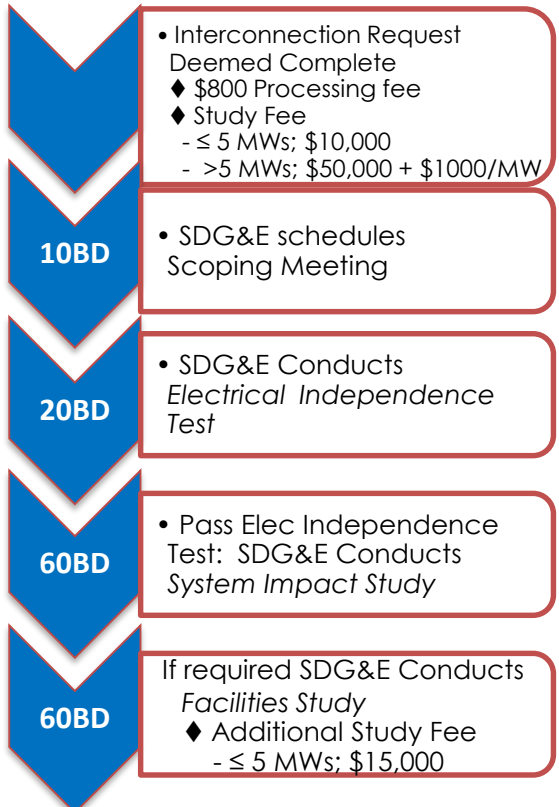 • Interconnection Request
Deemed Complete
♦ $800 Processing fee
♦ Study Fee
- ≤ 5 MWs; $10,000
- >5 MWs; $50,000 + $1000/MW
10BD
• SDG&E schedules
Scoping Meeting
20BD
• SDG&E Conducts
Electrical Independence
Test
60BD
• Pass Elec Independence
Test: SDG&E Conducts
System Impact Study
60BD
If required SDG&E Conducts
Facilities Study
♦ Additional Study Fee
- ≤ 5 MWs; $15,000